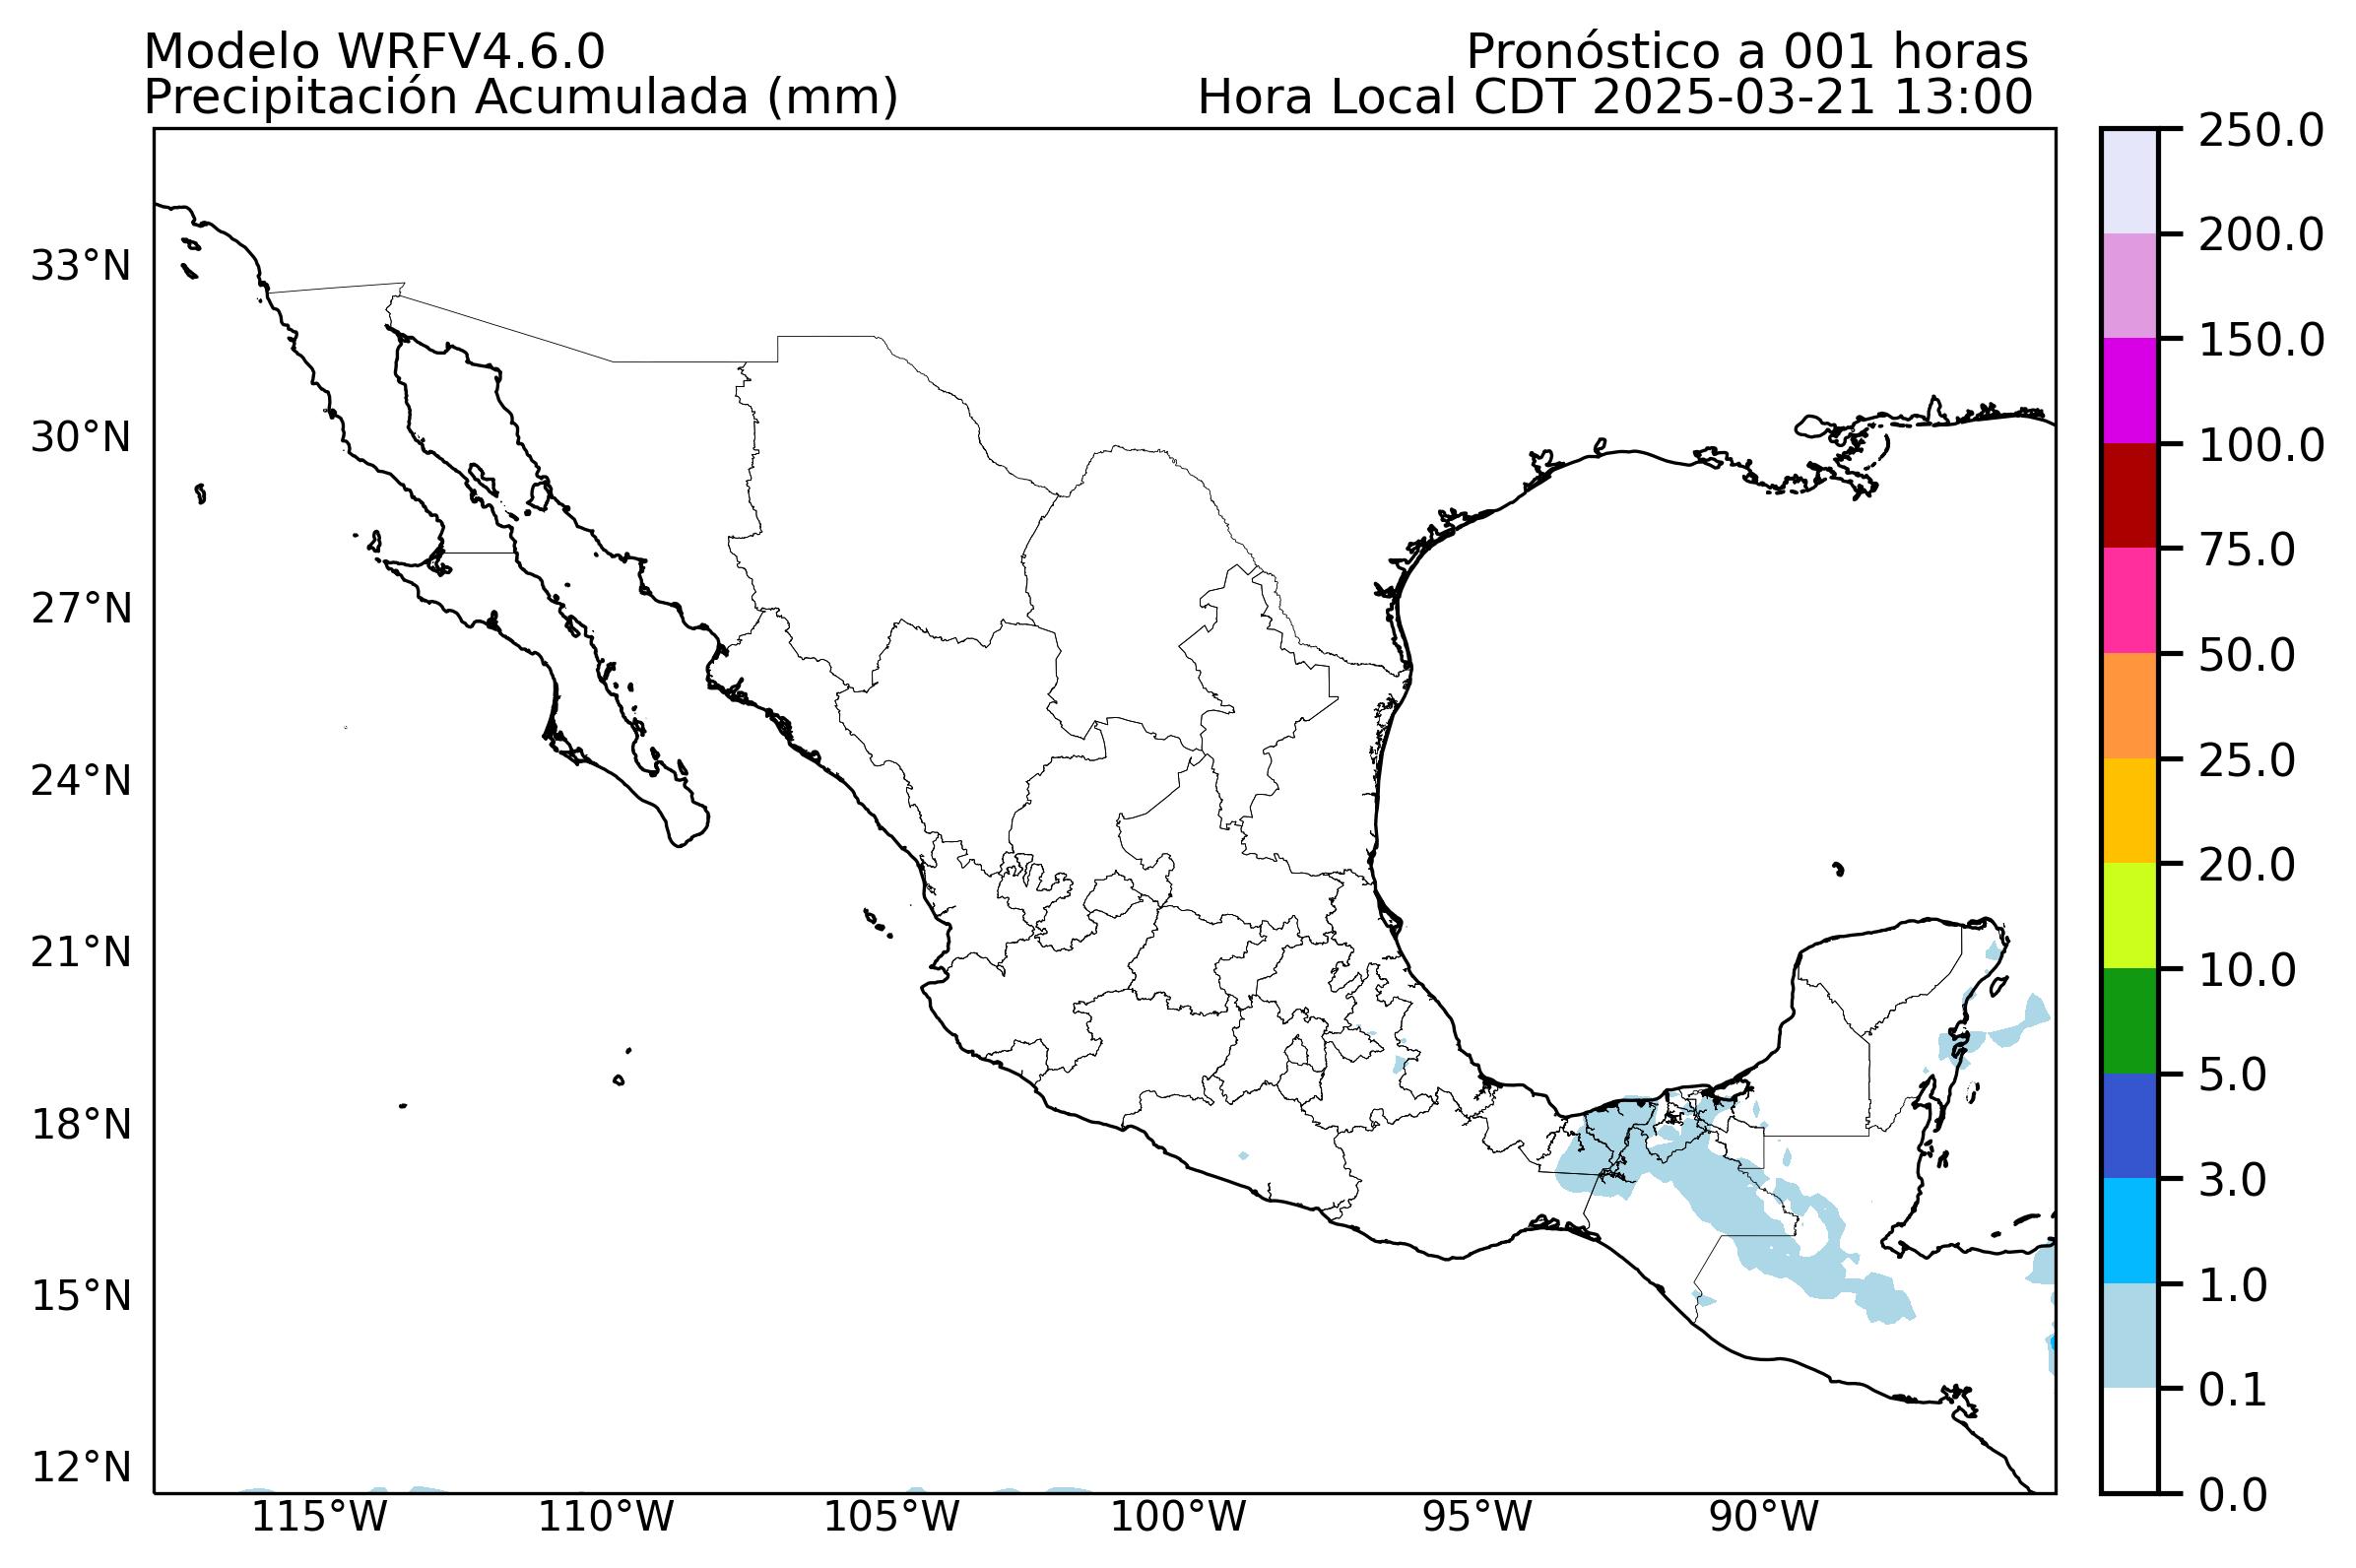 Modelo WRFV4.6.0
Pronóstico a 001 horas
Precipitación Acumulada (mm)
Hora Local CDT 2025-03-21 13:00
33°N
30°N
27°N
24°N
21°N
18°N
15°N
12°N
115°W
110°W
105°W
100°W
95°W
90°W
250.0
200.0
150.0
100.0
75.0
50.0
25.0
20.0
10.0
5.0
3.0
1.0
0.1
0.0